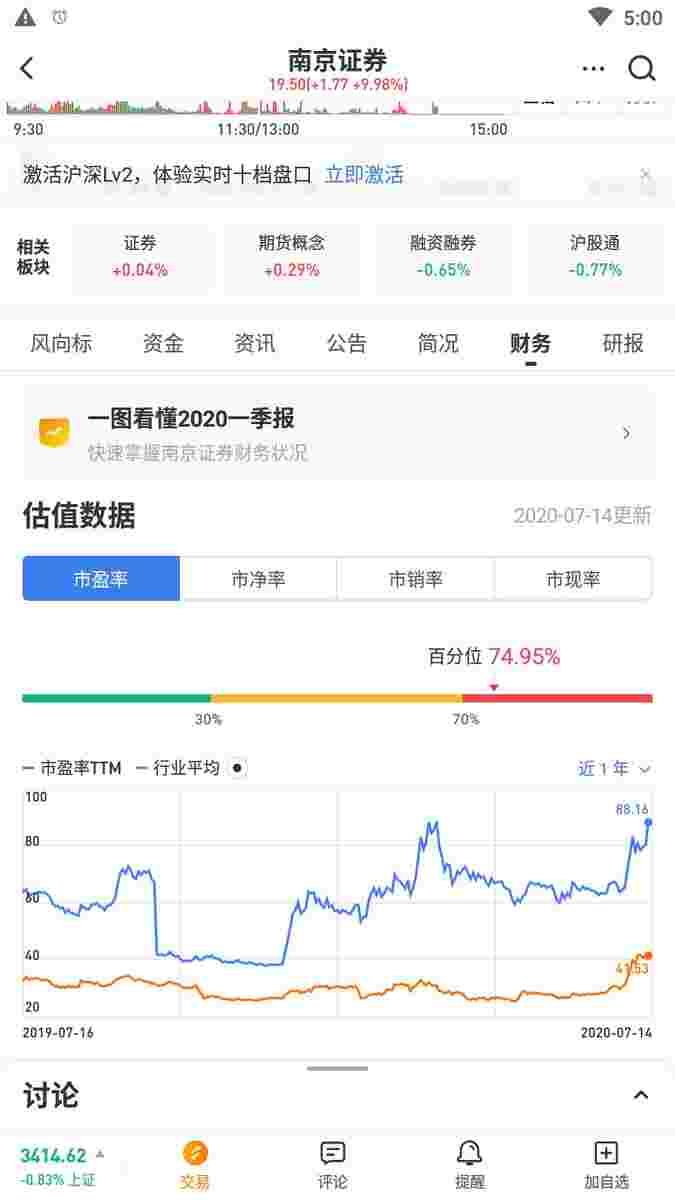 5:00
南京证券
19.50(+1.77 +9.98%)
9:30 11:30/13:00 15:00
激活沪深Lv2，体验实时十档盘口 立即激活
相关板块
证券 期货概念 融资融券 沪股通
+0.04% +0.29% -0.65% -0.77%
风向标 资金 资讯 公告 简况 财务 研报
一图看懂2020一季报
快速掌握南京证券财务状况
估值数据 2020-07-14更新
市盈率 市净率 市销率 市现率
百分位 74.95%
30% 70%
市盈率TTM 行业平均 近1年
100
88.16
80
60
40
41.53
20
2019-07-16 2020-07-14
讨论
3414.62
-0.83% 上证
交易 评论 提醒 加自选